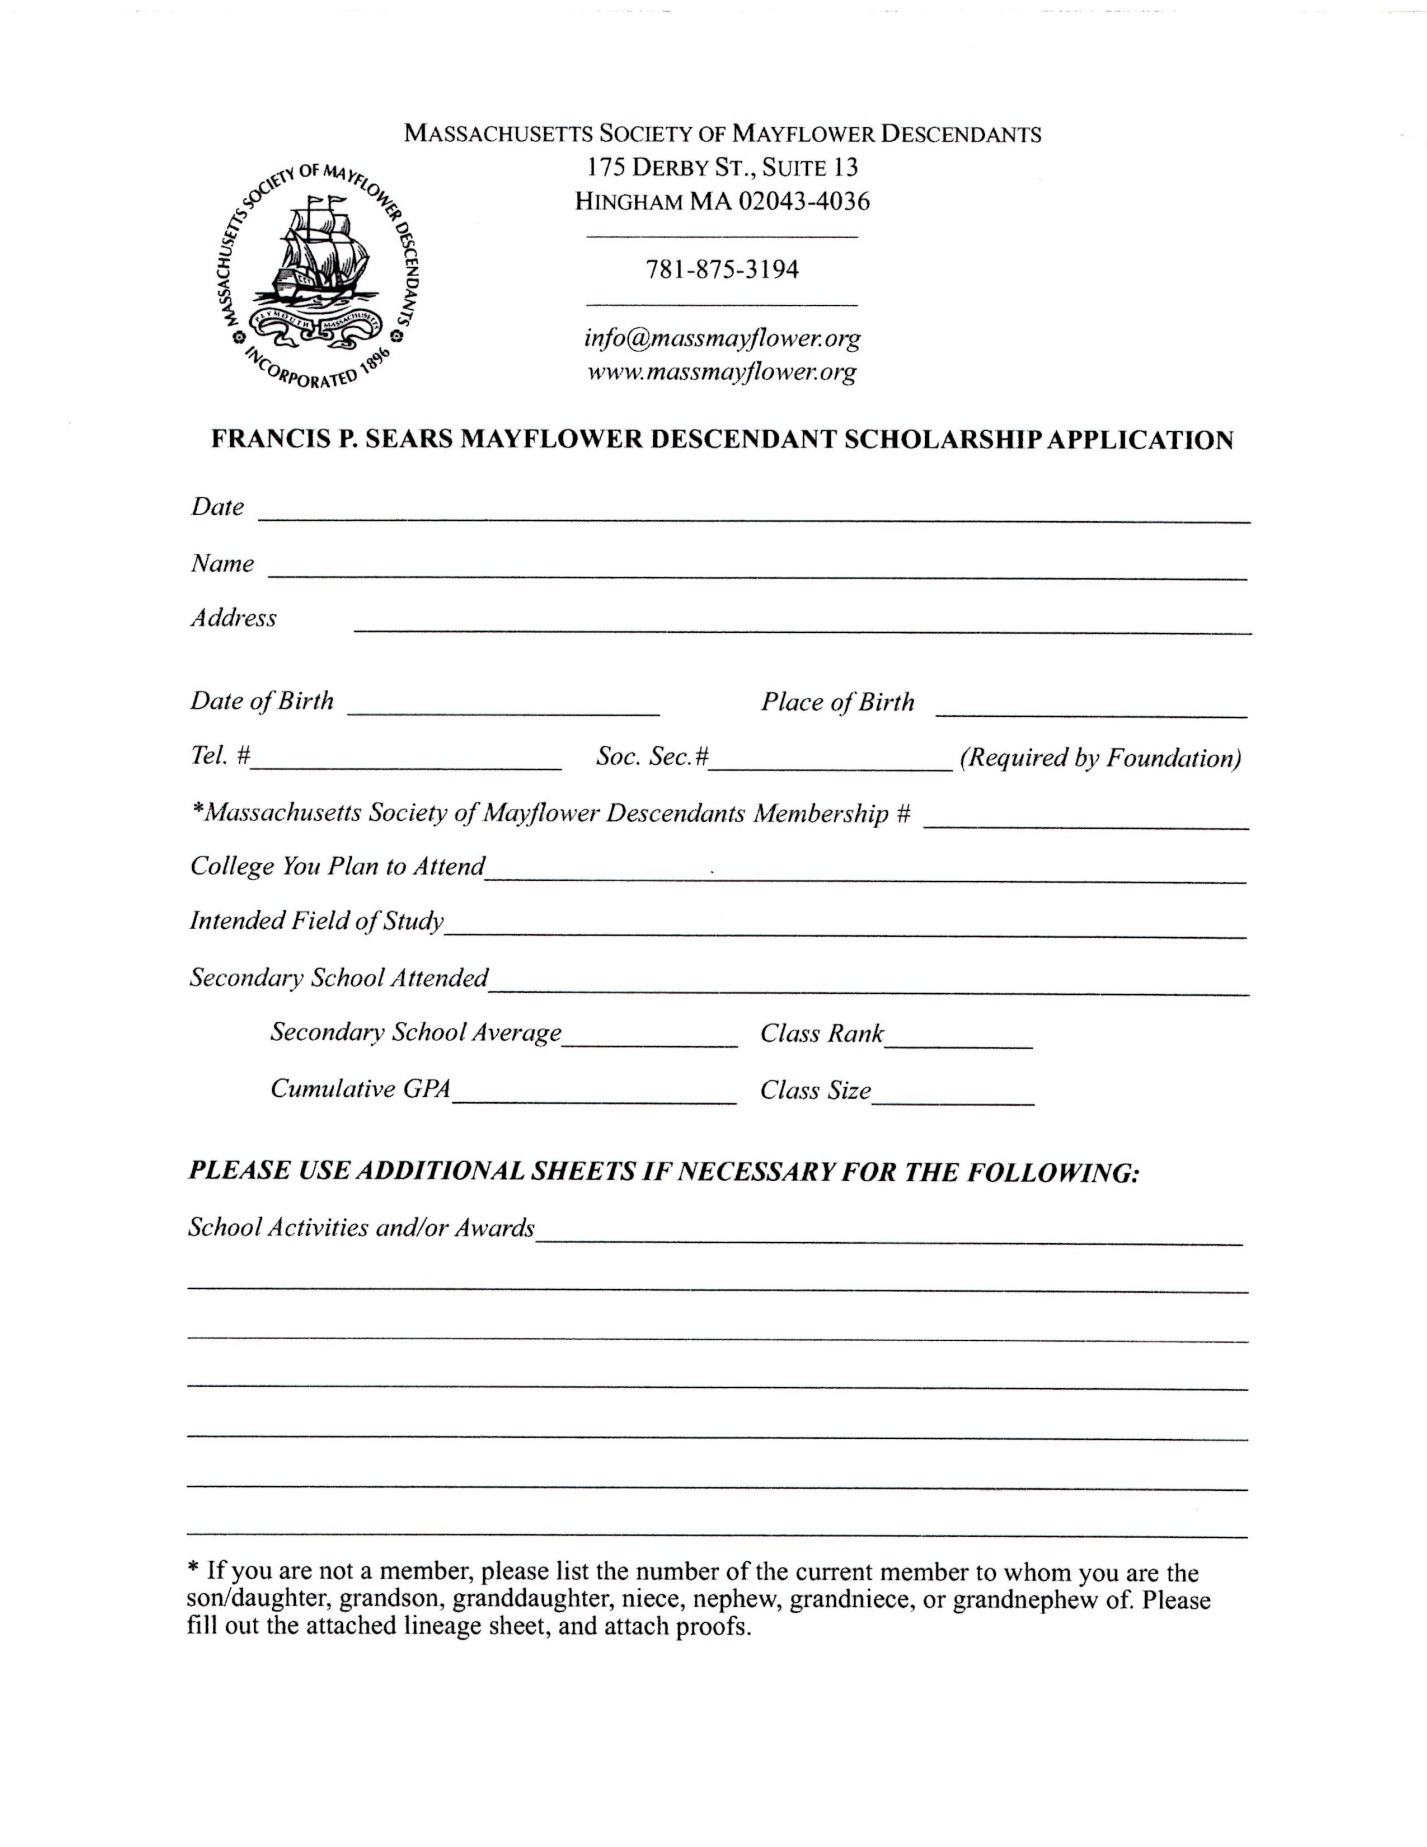 MASSACHUSETTS SOCIETY OF MAYFLOWER DESCENDANTS
175 DERBY ST., SUITE 13
HINGHAM MA 02043-4036
781-875-3194
info@massmayflower.org
www.massmayflower.org
MASSACHUSETTS SOCIETY OF MAYFLOWER DESCENDANTS
PLYMOUTH MASSACHUSETTS
INCORPORATED 1896
FRANCIS P. SEARS MAYFLOWER DESCENDANT SCHOLARSHIP APPLICATION
Date
Name
Address
Date of Birth Place of Birth
Tel. # Soc. Sec.# (Required by Foundation)
*Massachusetts Society of Mayflower Descendants Membership #
College You Plan to Attend
Intended Field of Study
Secondary School Attended
Secondary School Average Class Rank
Cumulative GPA Class Size
PLEASE USE ADDITIONAL SHEETS IF NECESSARY FOR THE FOLLOWING:
School Activities and/or Awards
* If you are not a member, please list the number of the current member to whom you are the
son/daughter, grandson, granddaughter, niece, nephew, grandniece, or grandnephew of. Please
fill out the attached lineage sheet, and attach proofs.